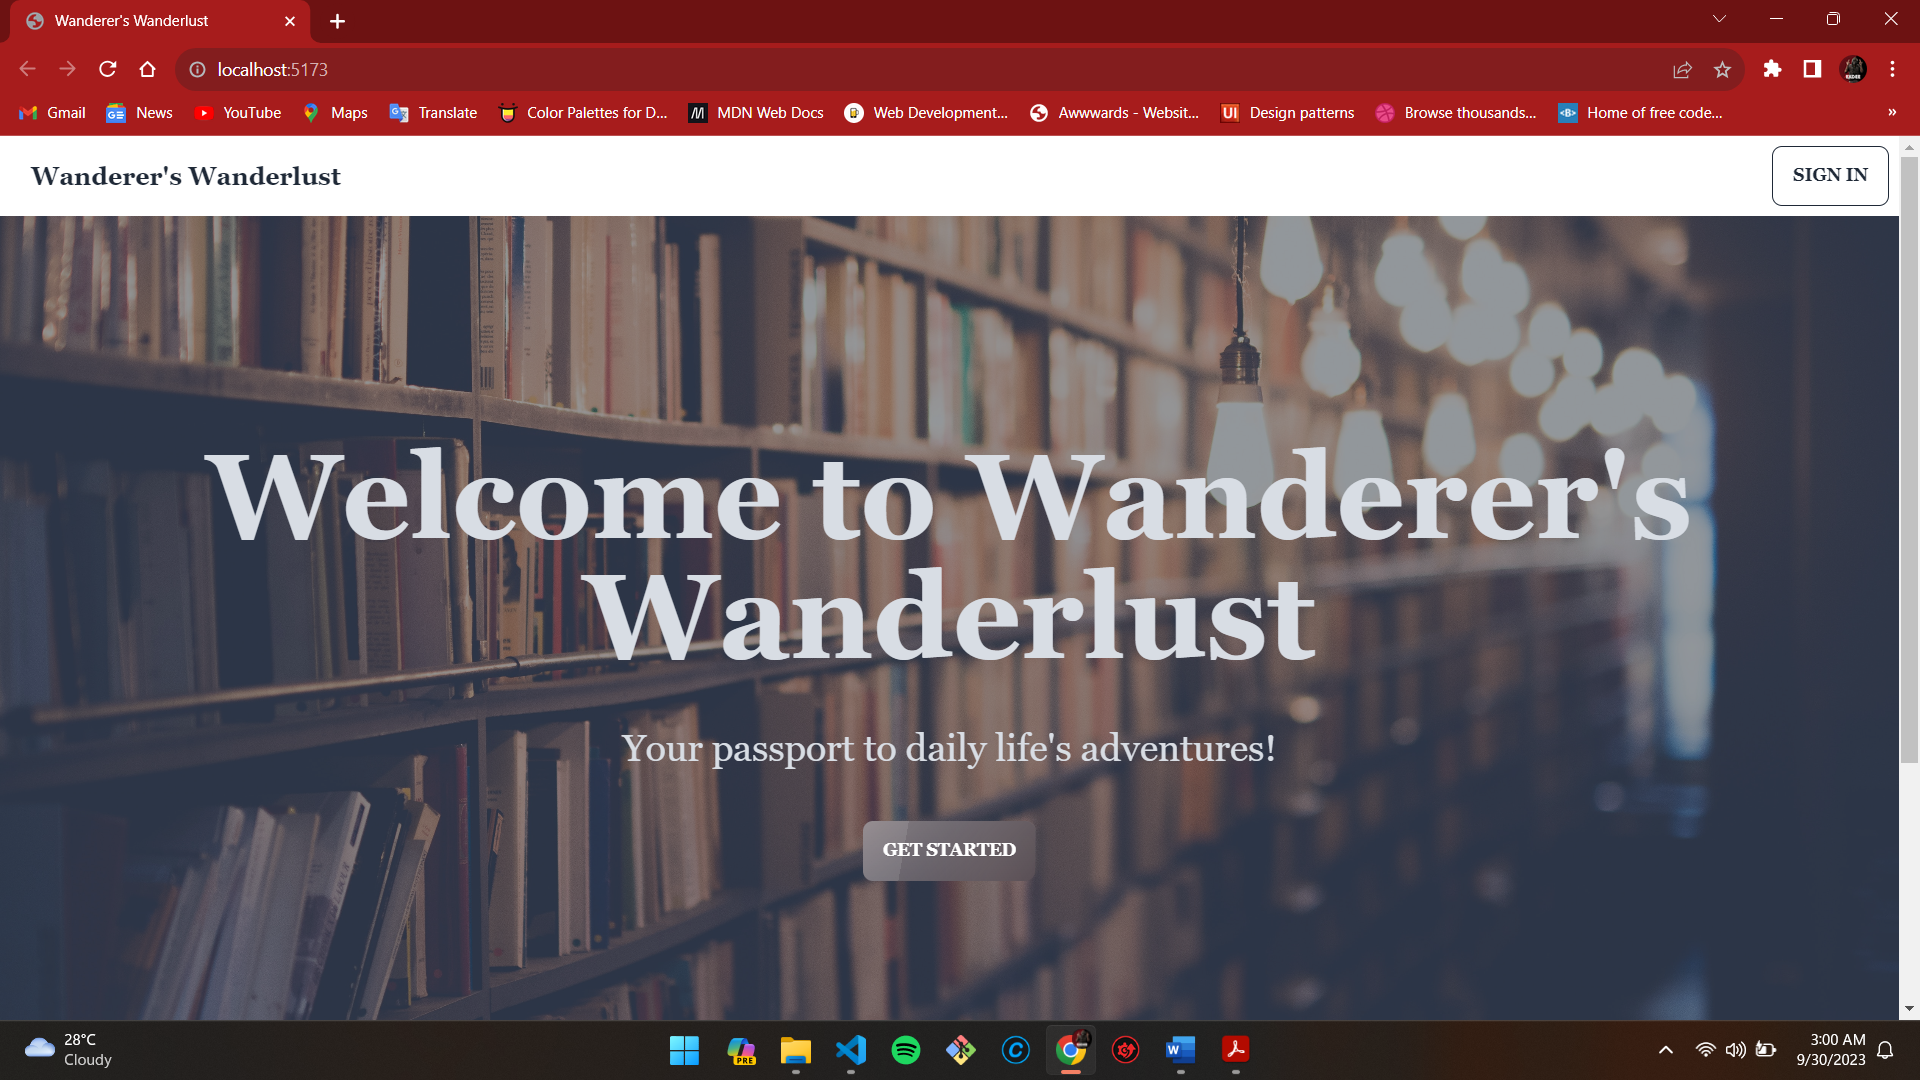 Wanderer's Wanderlust
localhost:5173
Gmail
News
YouTube
Maps
Translate
Color Palettes for D...
MDN Web Docs
Web Development...
Awwwards - Websit...
Design patterns
Browse thousands...
Home of free code...
»
Wanderer's Wanderlust
SIGN IN
Welcome to Wanderer's
Wanderlust
Your passport to daily life's adventures!
GET STARTED
28°C
Cloudy
PRE
3:00 AM
9/30/2023